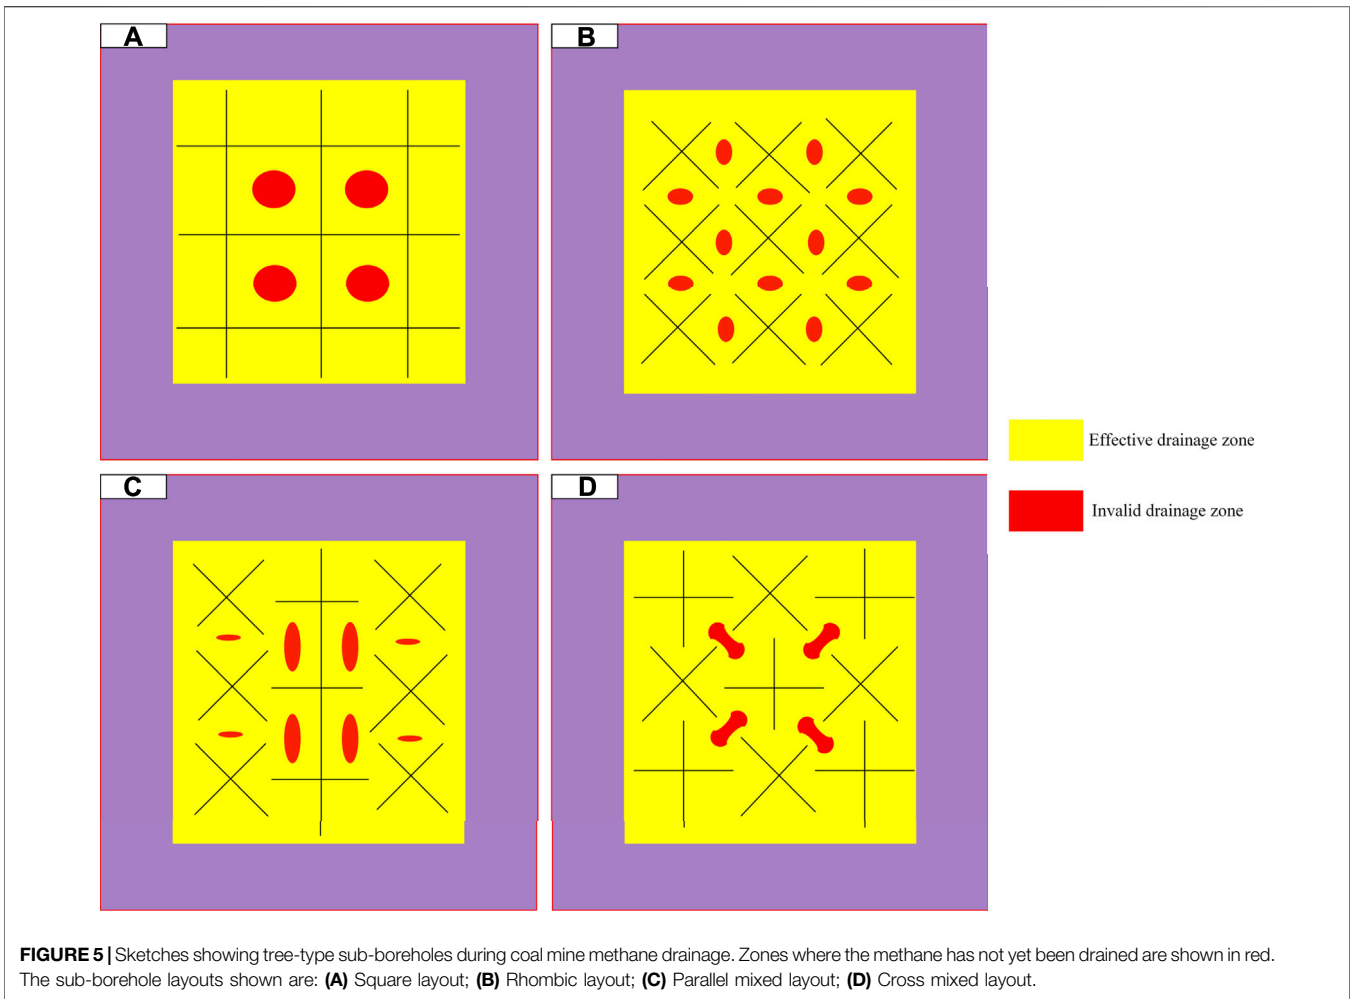 A
B
C
D
Effective drainage zone
Invalid drainage zone
FIGURE 5 | Sketches showing tree-type sub-boreholes during coal mine methane drainage. Zones where the methane has not yet been drained are shown in red.
The sub-borehole layouts shown are: (A) Square layout; (B) Rhombic layout; (C) Parallel mixed layout; (D) Cross mixed layout.